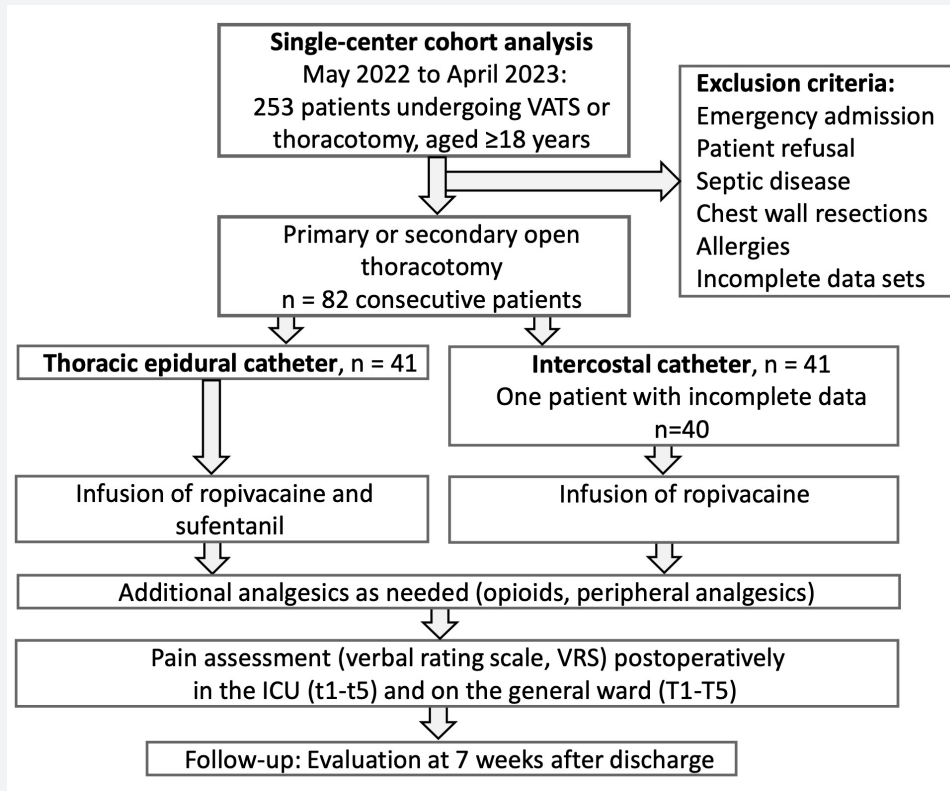 Single-center cohort analysis
May 2022 to April 2023:
253 patients undergoing VATS or
thoracotomy, aged ≥18 years
Exclusion criteria:
Emergency admission
Patient refusal
Septic disease
Chest wall resections
Allergies
Incomplete data sets
Primary or secondary open
thoracotomy
n = 82 consecutive patients
Thoracic epidural catheter, n = 41
Intercostal catheter, n = 41
One patient with incomplete data
n=40
Infusion of ropivacaine and
sufentanil
Infusion of ropivacaine
Additional analgesics as needed (opioids, peripheral analgesics)
Pain assessment (verbal rating scale, VRS) postoperatively
in the ICU (t1-t5) and on the general ward (T1-T5)
Follow-up: Evaluation at 7 weeks after discharge